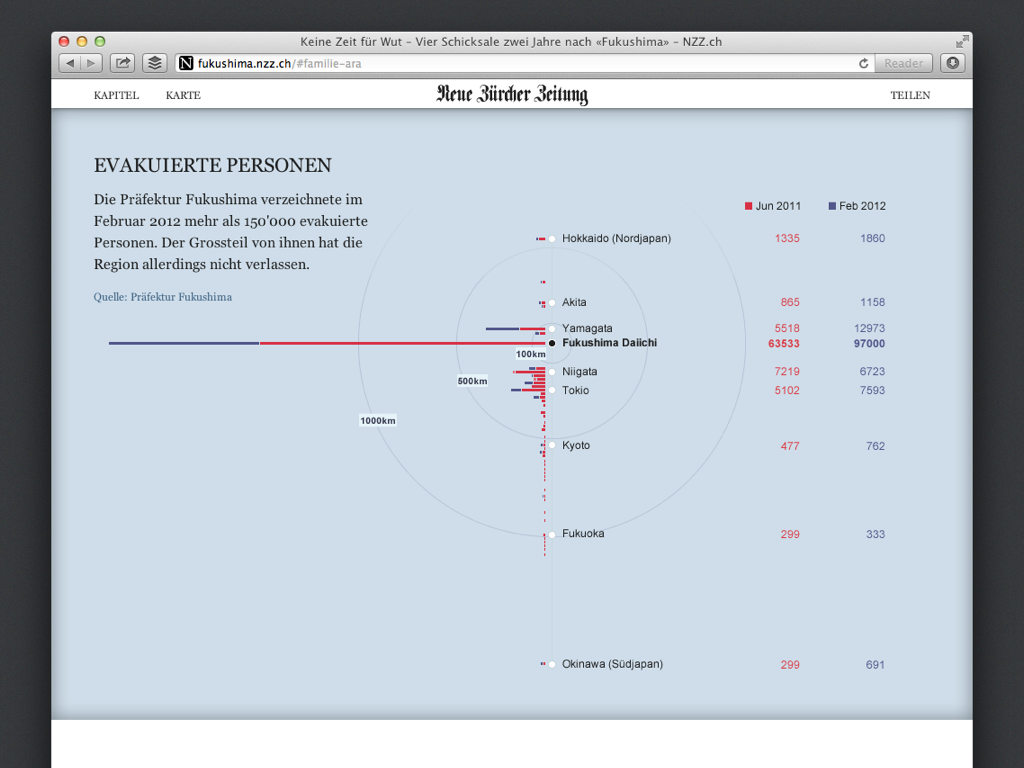 Keine Zeit für Wut – Vier Schicksale zwei Jahre nach «Fukushima» – NZZ.ch
N fukushima.nzz.ch/#familie-ara
Reader
KAPITEL KARTE Neue Zürcher Zeitung TEILEN
EVAKUIERTE PERSONEN
Die Präfektur Fukushima verzeichnete im
Februar 2012 mehr als 150'000 evakuierte
Personen. Der Grossteil von ihnen hat die
Region allerdings nicht verlassen.
Quelle: Präfektur Fukushima
Jun 2011 Feb 2012
Hokkaido (Nordjapan) 1335 1860
Akita 865 1158
Yamagata 5518 12973
Fukushima Daiichi 63533 97000
100km
Niigata 7219 6723
500km
Tokio 5102 7593
1000km
Kyoto 477 762
Fukuoka 299 333
Okinawa (Südjapan) 299 691